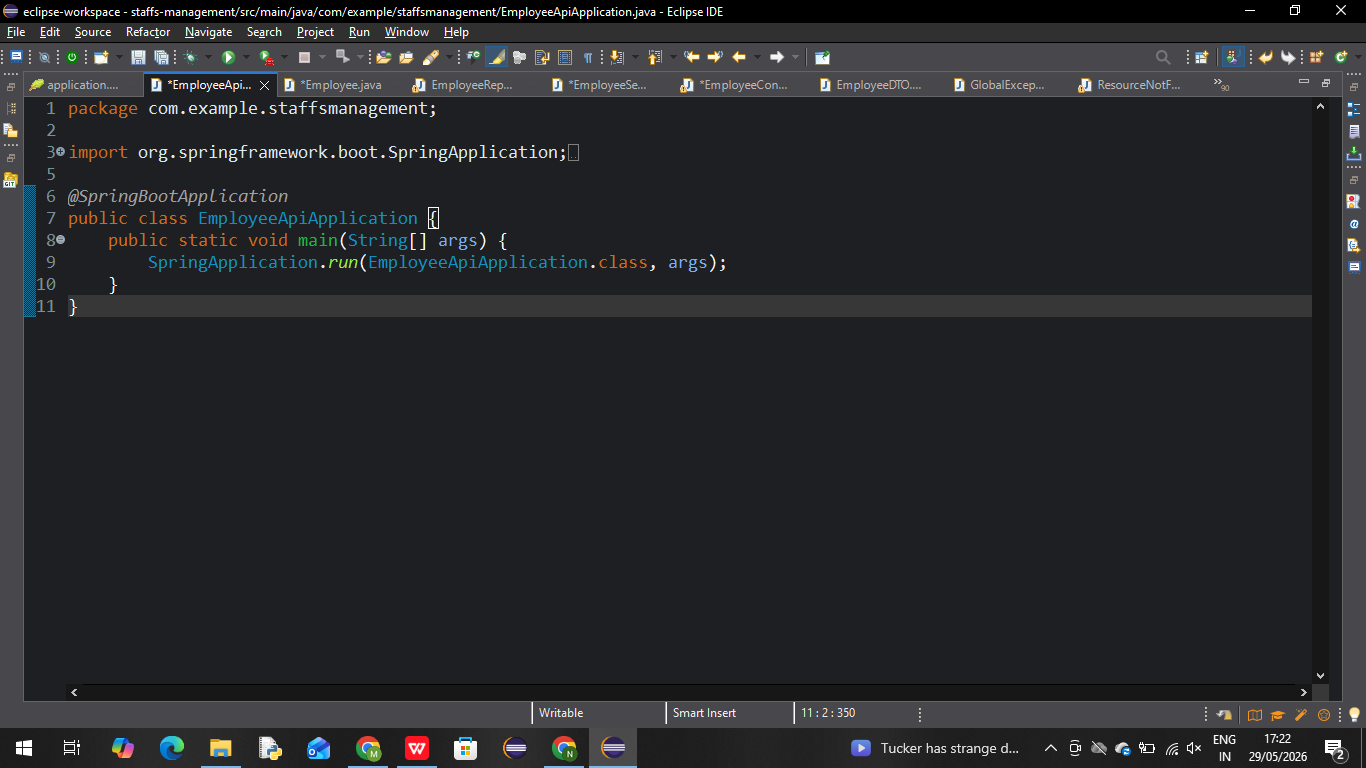 eclipse-workspace - staffs-management/src/main/java/com/example/staffsmanagement/EmployeeApiApplication.java - Eclipse IDE
File Edit Source Refactor Navigate Search Project Run Window Help
application.... *EmployeeApi... *Employee.java EmployeeRep... *EmployeeSe... *EmployeeCon... EmployeeDTO.... GlobalExcep... ResourceNotF... »90
1 package com.example.staffsmanagement;
2
3 import org.springframework.boot.SpringApplication;
5
6 @SpringBootApplication
7 public class EmployeeApiApplication {
8 public static void main(String[] args) {
9 SpringApplication.run(EmployeeApiApplication.class, args);
10 }
11 }
Writable Smart Insert 11 : 2 : 350
Tucker has strange d... ENG IN 17:22 29/05/2026 2